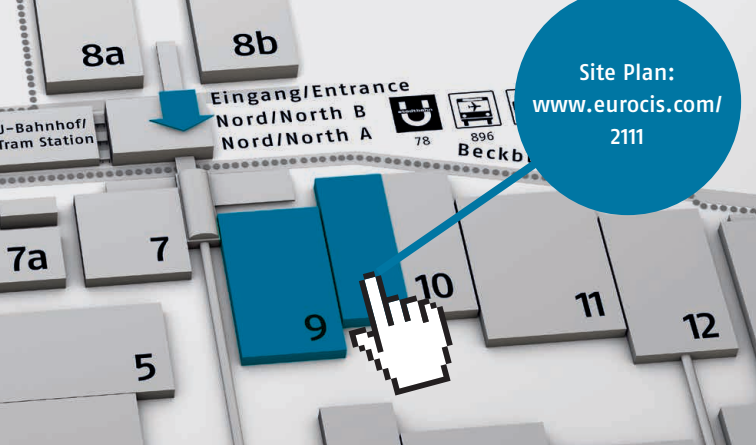 8a
8b
Eingang/Entrance
Nord/North B
Nord/North A
U
78
896
Site Plan:
www.eurocis.com/
2111
Tram Station
7a
7
9
10
11
12
5